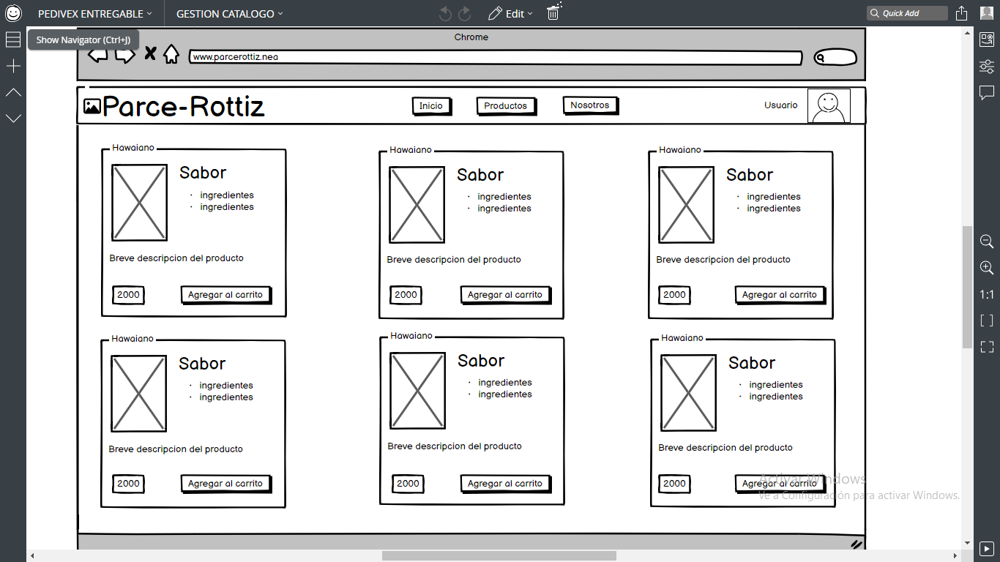 PEDIVEX ENTREGABLE
GESTION CATALOGO
Edit
Quick Add
Show Navigator (Ctrl+J)
Chrome
www.parcerottiz.nea
Parce-Rottiz
Inicio
Productos
Nosotros
Usuario
Hawaiano
Sabor
· ingredientes
· ingredientes
Breve descripcion del producto
2000
Agregar al carrito
Hawaiano
Sabor
· ingredientes
· ingredientes
Breve descripcion del producto
2000
Agregar al carrito
Hawaiano
Sabor
· ingredientes
· ingredientes
Breve descripcion del producto
2000
Agregar al carrito
Hawaiano
Sabor
· ingredientes
· ingredientes
Breve descripcion del producto
2000
Agregar al carrito
Hawaiano
Sabor
· ingredientes
· ingredientes
Breve descripcion del producto
2000
Agregar al carrito
Hawaiano
Sabor
· ingredientes
· ingredientes
Breve descripcion del producto
2000
Agregar al carrito
1:1
Activar Windows
Ve a Configuración para activar Windows.